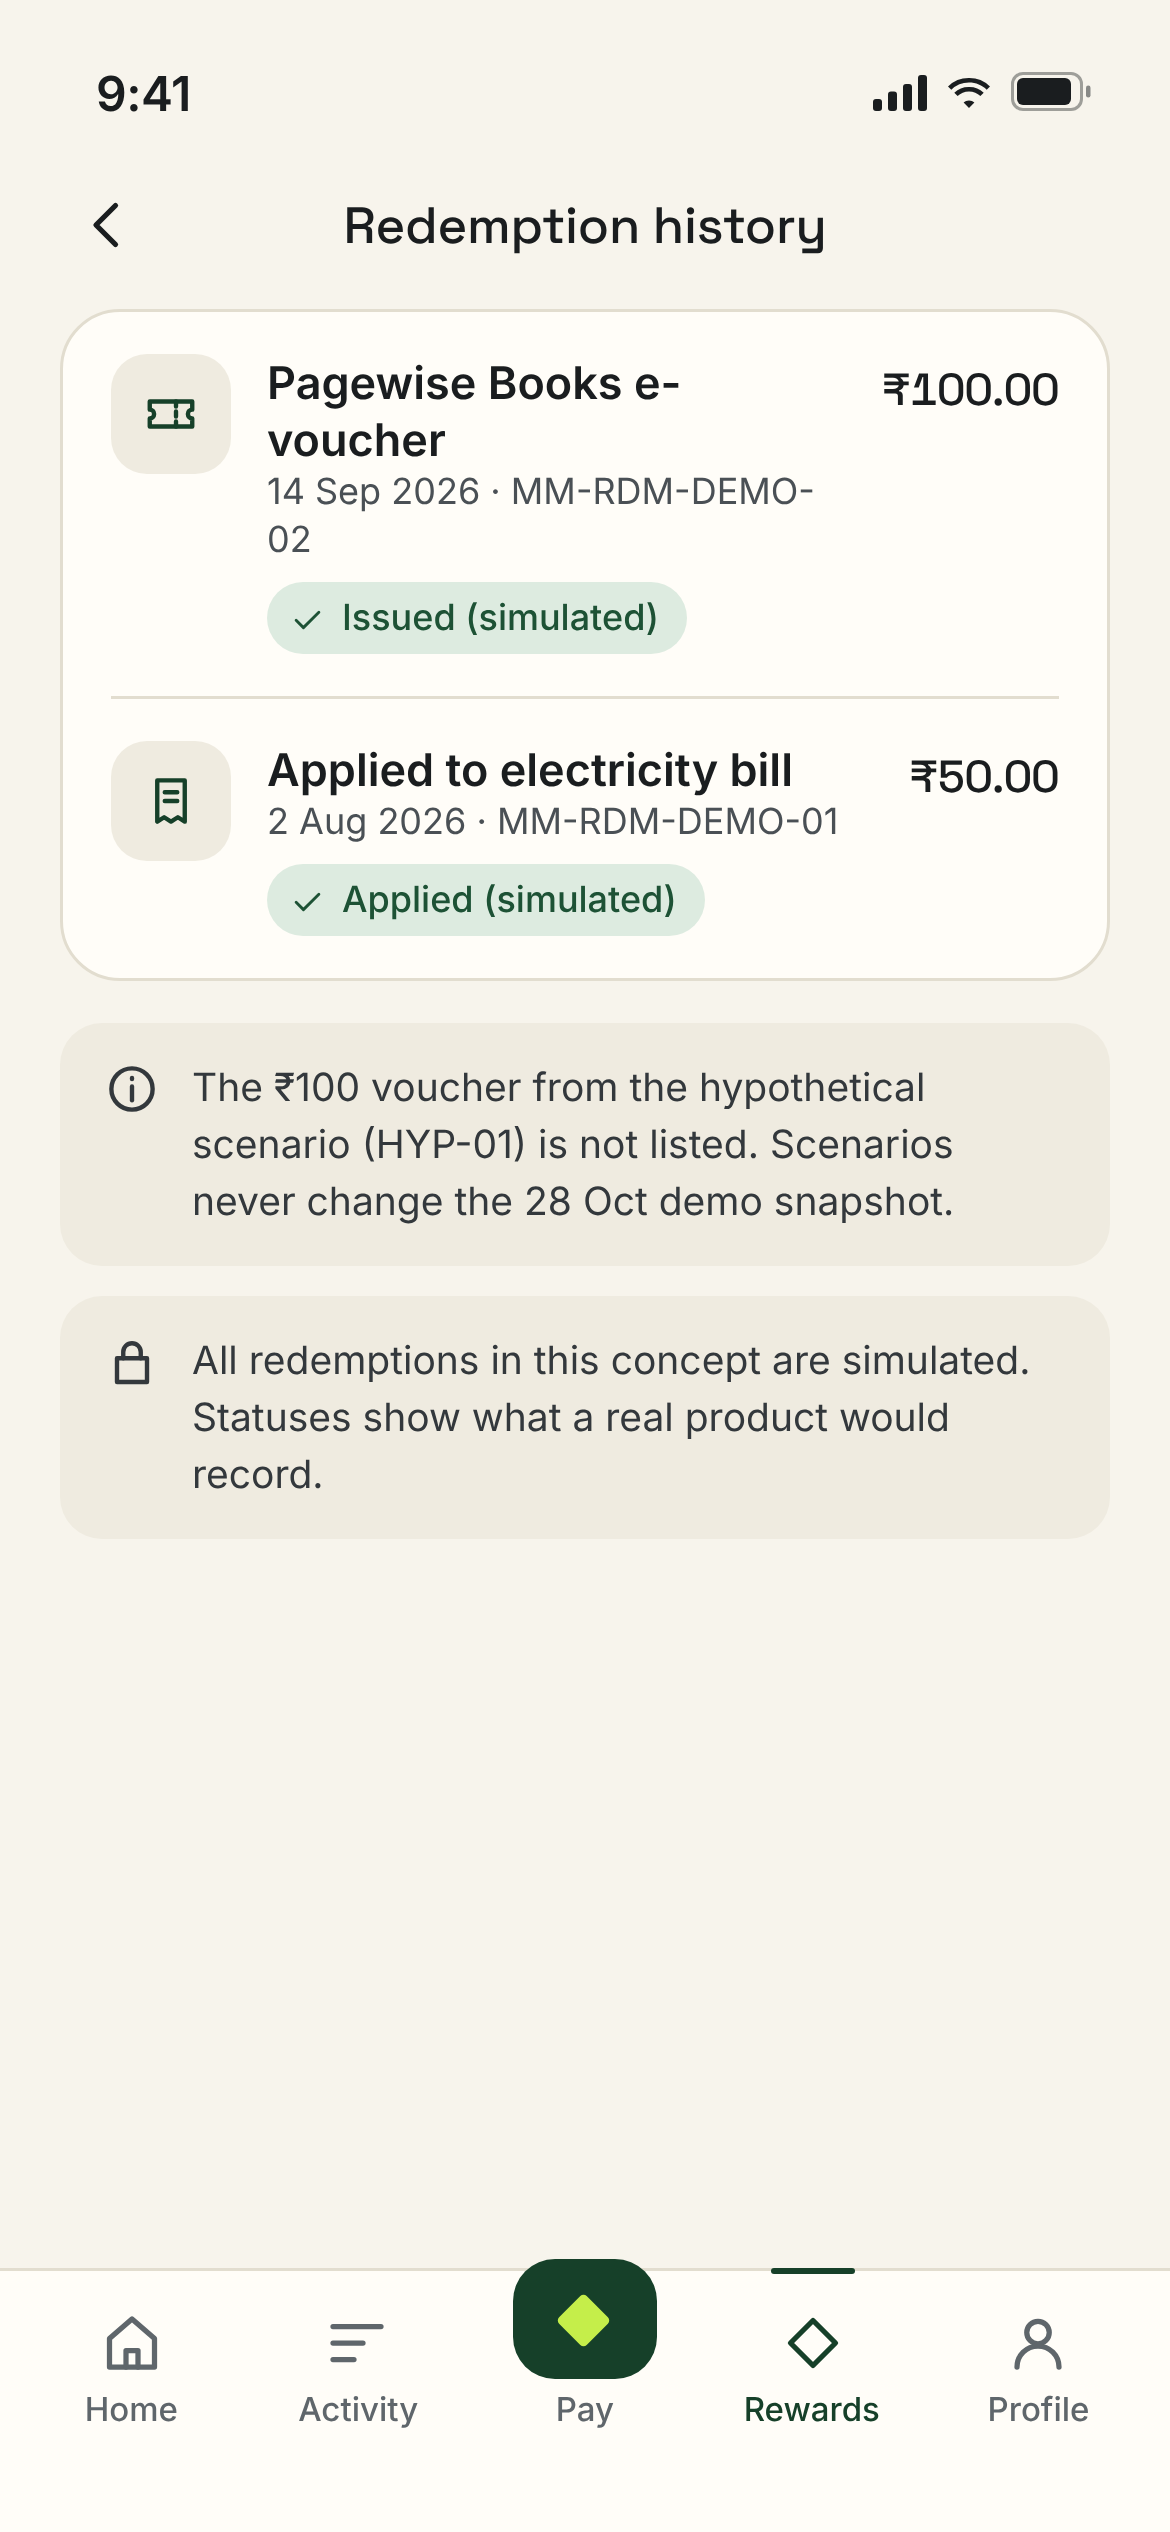 9:41
Redemption history
Pagewise Books e-
voucher
₹100.00
14 Sep 2026 · MM-RDM-DEMO-
02
Issued (simulated)
Applied to electricity bill
₹50.00
2 Aug 2026 · MM-RDM-DEMO-01
Applied (simulated)
The ₹100 voucher from the hypothetical
scenario (HYP-01) is not listed. Scenarios
never change the 28 Oct demo snapshot.
All redemptions in this concept are simulated.
Statuses show what a real product would
record.
Home
Activity
Pay
Rewards
Profile